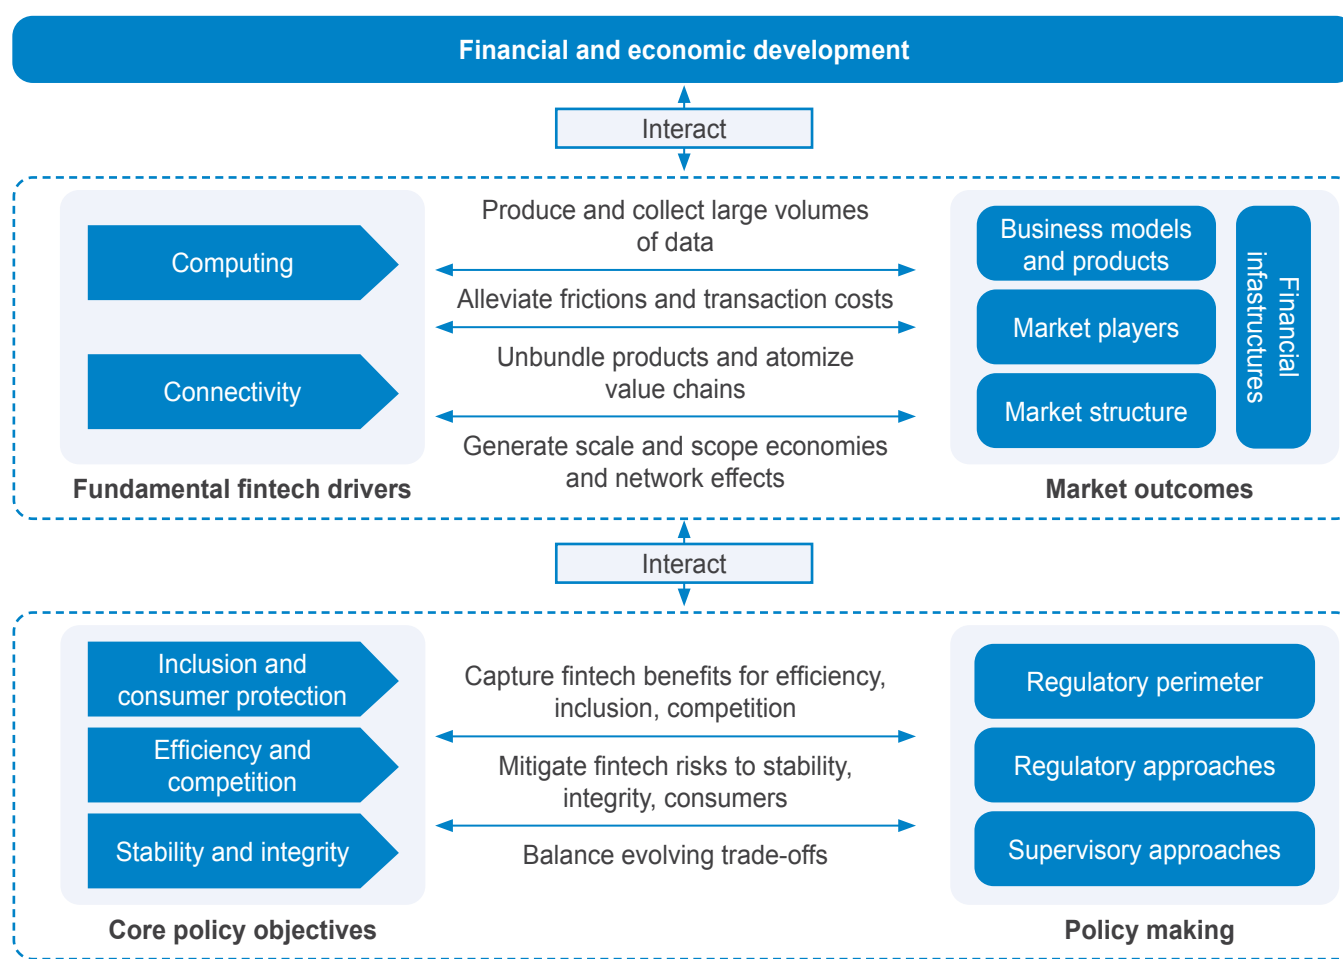 Financial and economic development
Interact
Computing
Connectivity
Fundamental fintech drivers
Produce and collect large volumes
of data
Alleviate frictions and transaction costs
Unbundle products and atomize
value chains
Generate scale and scope economies
and network effects
Business models
and products
Market players
Market structure
Financial
infastructures
Market outcomes
Interact
Inclusion and
consumer protection
Efficiency and
competition
Stability and integrity
Core policy objectives
Capture fintech benefits for efficiency,
inclusion, competition
Mitigate fintech risks to stability,
integrity, consumers
Balance evolving trade-offs
Regulatory perimeter
Regulatory approaches
Supervisory approaches
Policy making